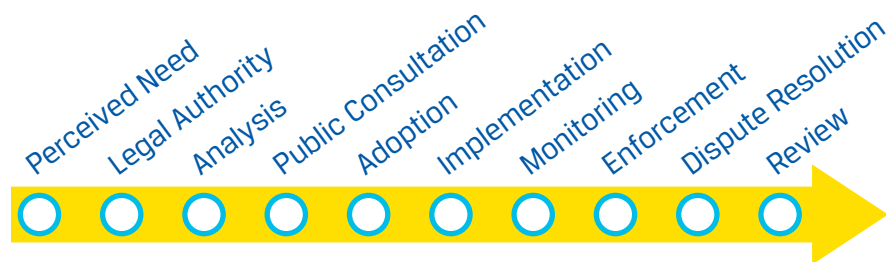 Perceived Need
Legal Authority
Analysis
Public Consultation
Adoption
Implementation
Monitoring
Enforcement
Dispute Resolution
Review